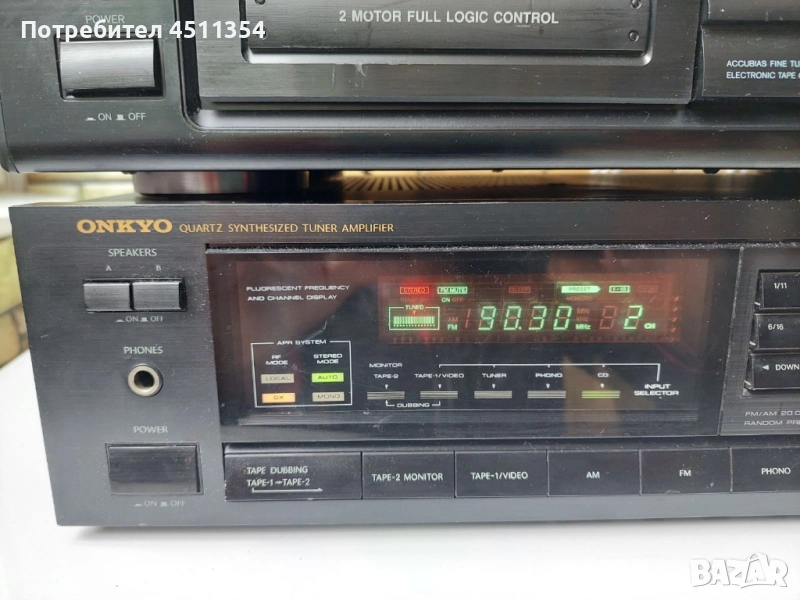 Потребител 4511354
POWER
ON OFF
2 MOTOR FULL LOGIC CONTROL
ACCUBIAS FINE TU
ELECTRONIC TAPE
ONKYO QUARTZ SYNTHESIZED TUNER AMPLIFIER
SPEAKERS
A B
ON OFF
PHONES
POWER
ON OFF
FLUORESCENT FREQUENCY
AND CHANNEL DISPLAY
STEREO FM MUTE PRESET
ON OFF
TUNED
AM
FM 90.30 MHz 2 CH
APR SYSTEM
RF MODE
STEREO MODE
LOCAL AUTO
DX MONO
MONITOR
TAPE-2 TAPE-1/VIDEO TUNER PHONO CD
DUBBING
INPUT SELECTOR
1/11
6/16
DOWN
FM/AM 20
RANDOM PRE
TAPE DUBBING
TAPE-1 TAPE-2
TAPE-2 MONITOR
TAPE-1/VIDEO
AM
FM
PHONO
BAZAR